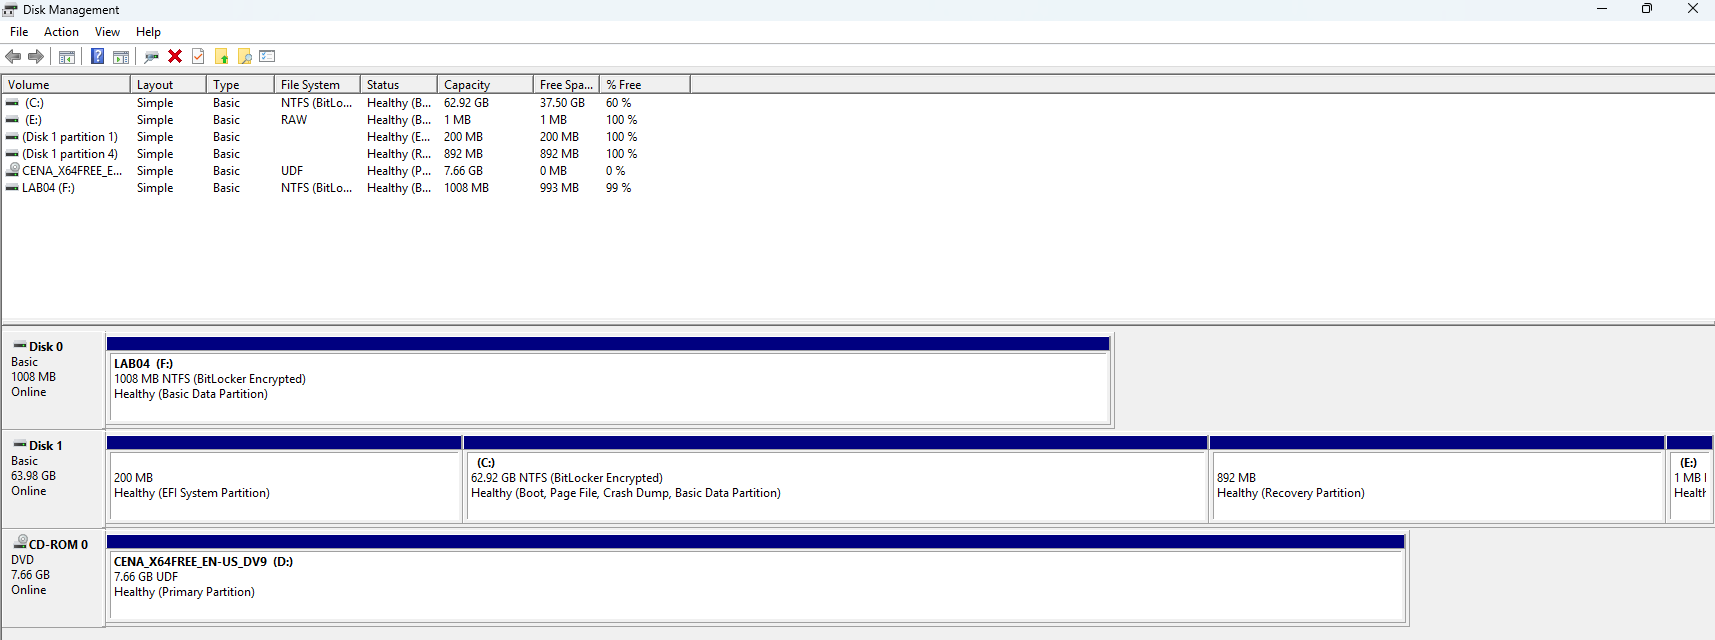 Disk Management
File Action View Help
Volume Layout Type File System Status Capacity Free Spa... % Free
(C:) Simple Basic NTFS (BitLo... Healthy (B... 62.92 GB 37.50 GB 60 %
(E:) Simple Basic RAW Healthy (B... 1 MB 1 MB 100 %
(Disk 1 partition 1) Simple Basic Healthy (E... 200 MB 200 MB 100 %
(Disk 1 partition 4) Simple Basic Healthy (R... 892 MB 892 MB 100 %
CENA_X64FREE_E... Simple Basic UDF Healthy (P... 7.66 GB 0 MB 0 %
LAB04 (F:) Simple Basic NTFS (BitLo... Healthy (B... 1008 MB 993 MB 99 %
Disk 0
Basic
1008 MB
Online
LAB04 (F:)
1008 MB NTFS (BitLocker Encrypted)
Healthy (Basic Data Partition)
Disk 1
Basic
63.98 GB
Online
200 MB
Healthy (EFI System Partition)
(C:)
62.92 GB NTFS (BitLocker Encrypted)
Healthy (Boot, Page File, Crash Dump, Basic Data Partition)
892 MB
Healthy (Recovery Partition)
(E:)
1 MB
Healt
CD-ROM 0
DVD
7.66 GB
Online
CENA_X64FREE_EN-US_DV9 (D:)
7.66 GB UDF
Healthy (Primary Partition)